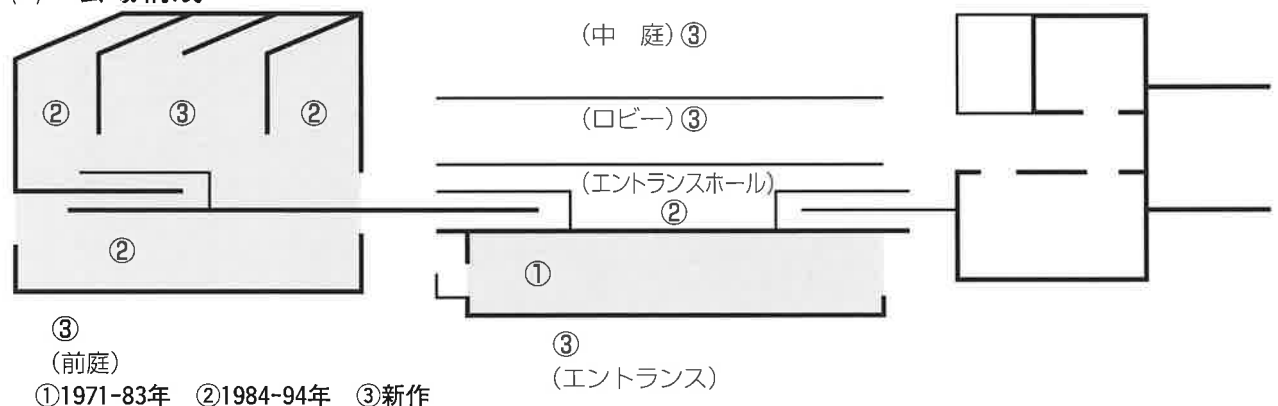 (中 庭)③
(ロビー)③
② ③ ②
(エントランスホール)
②
②
①
③
(前庭)
③
(エントランス)
①1971-83年 ②1984~94年 ③新作